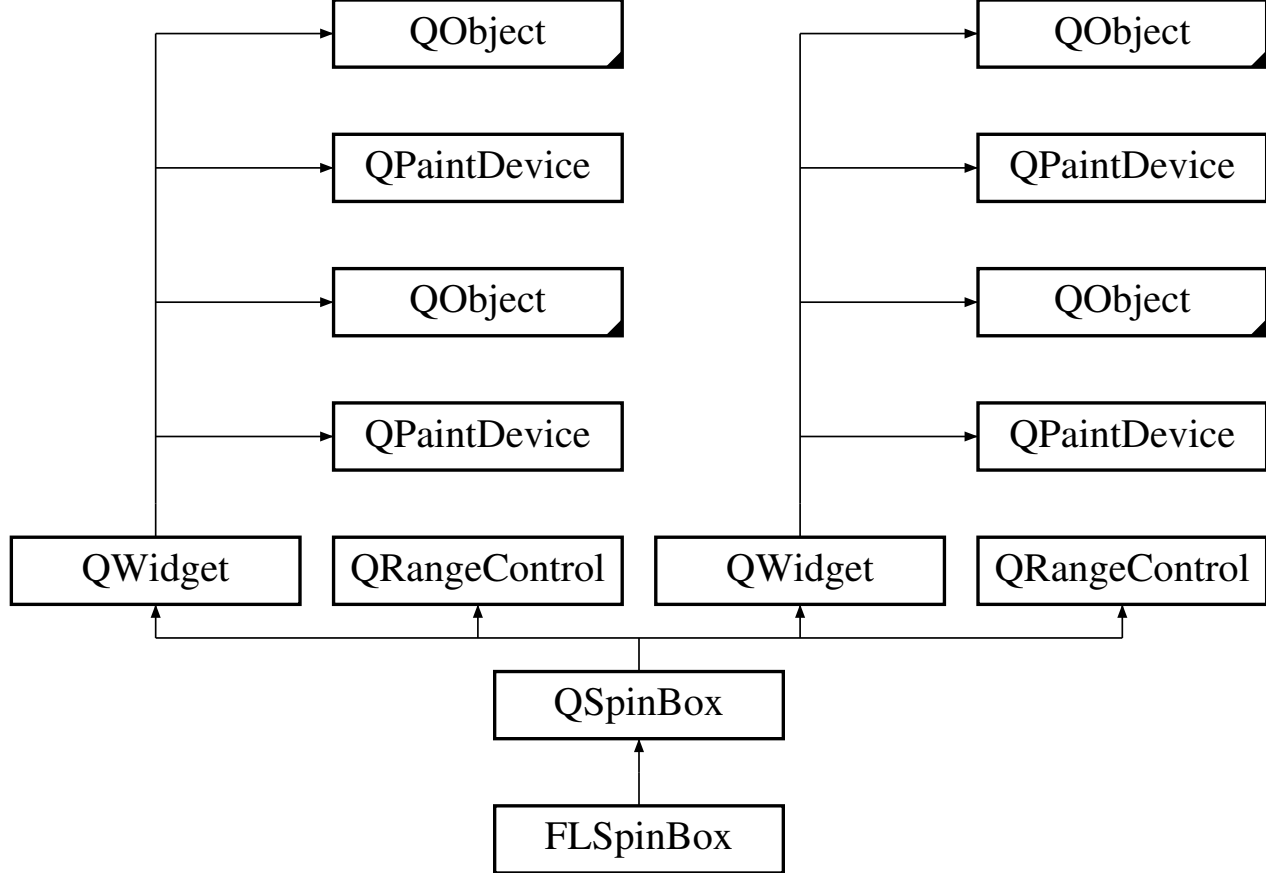 QObject
QObject
QPaintDevice
QPaintDevice
QObject
QObject
QPaintDevice
QPaintDevice
QWidget
QRangeControl
QWidget
QRangeControl
QSpinBox
FLSpinBox